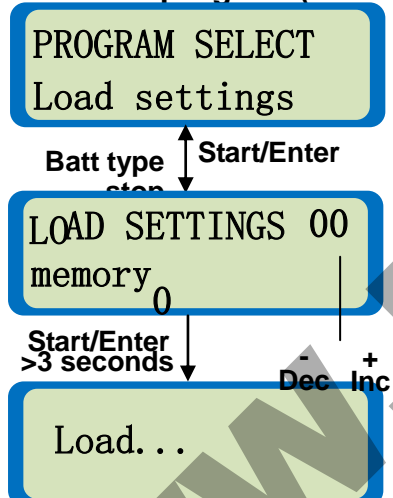 PROGRAM SELECT
Load settings
Batt type
stop
Start/Enter
LOAD SETTINGS 00
memory
0
Start/Enter
>3 seconds
- +
Dec Inc
Load...